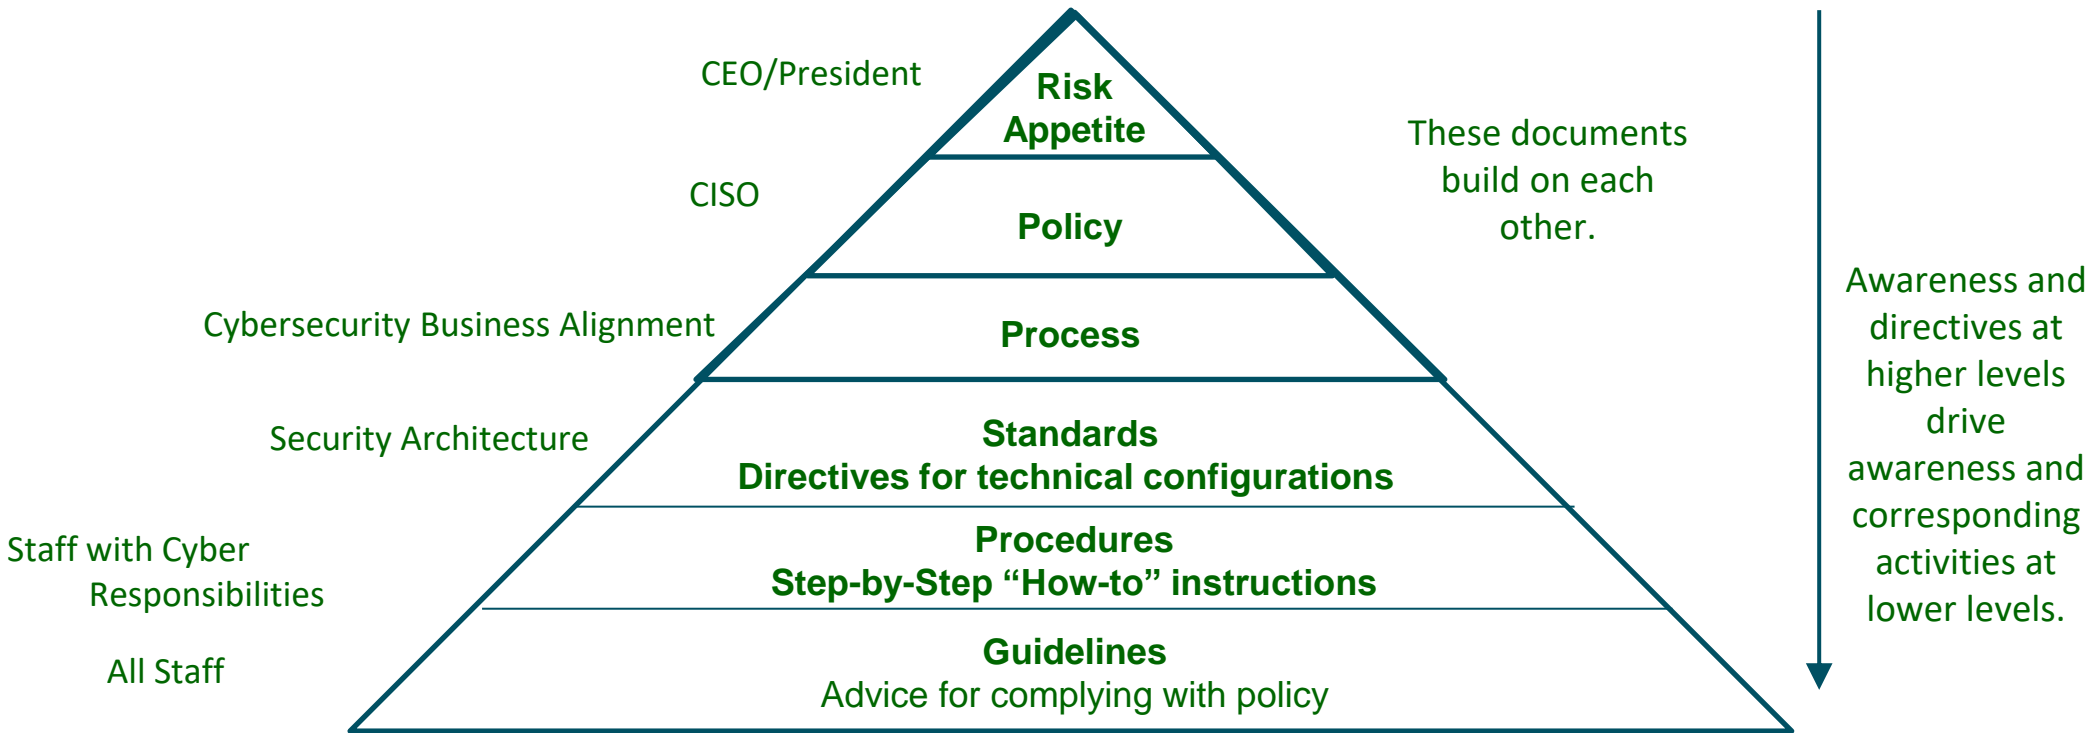 CEO/President
Risk
Appetite
CISO
Policy
Cybersecurity Business Alignment
Process
Security Architecture
Standards
Directives for technical configurations
Staff with Cyber
Responsibilities
Procedures
Step-by-Step “How-to” instructions
All Staff
Guidelines
Advice for complying with policy
These documents
build on each
other.
Awareness and
directives at
higher levels
drive
awareness and
corresponding
activities at
lower levels.